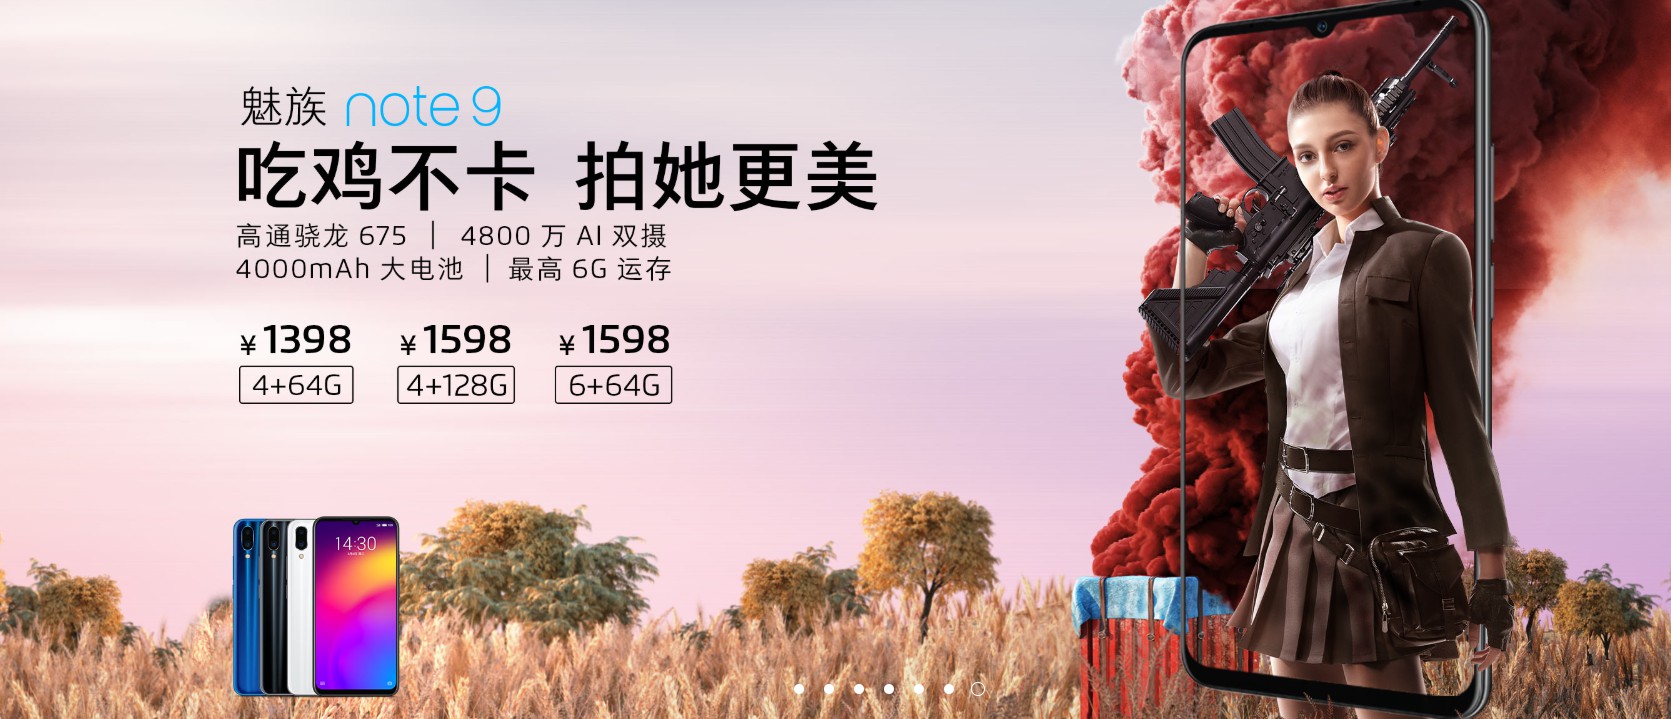 魅族 note 9
吃鸡不卡 拍她更美
高通骁龙 675 | 4800 万 AI 双摄
4000mAh 大电池 | 最高 6G 运存
¥1398 ¥1598 ¥1598
4+64G 4+128G 6+64G
14:30